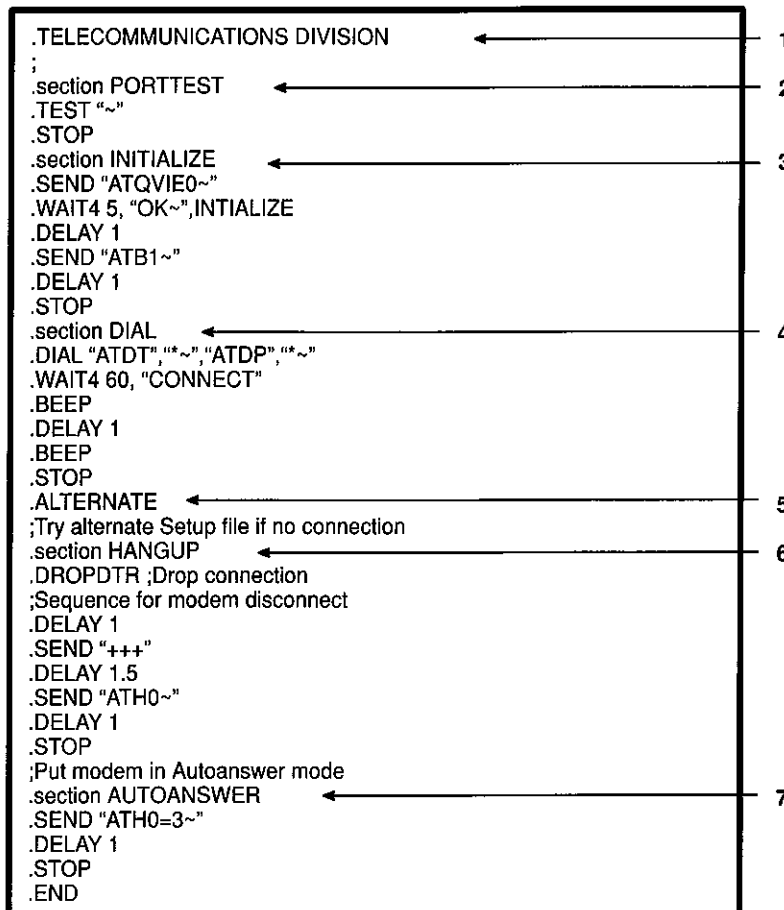 .TELECOMMUNICATIONS DIVISION 1
;
.section PORTTEST 2
.TEST “~”
.STOP
.section INITIALIZE 3
.SEND “ATQVIE0~”
.WAIT4 5, “OK~”,INTIALIZE
.DELAY 1
.SEND “ATB1~”
.DELAY 1
.STOP
.section DIAL 4
.DIAL “ATDT”,“*~”,“ATDP”,“*~”
.WAIT4 60, “CONNECT”
.BEEP
.DELAY 1
.BEEP
.STOP
.ALTERNATE 5
;Try alternate Setup file if no connection
.section HANGUP 6
.DROPDTR ;Drop connection
;Sequence for modem disconnect
.DELAY 1
.SEND “+++”
.DELAY 1.5
.SEND “ATH0~”
.DELAY 1
.STOP
;Put modem in Autoanswer mode
.section AUTOANSWER 7
.SEND “ATH0=3~”
.DELAY 1
.STOP
.END